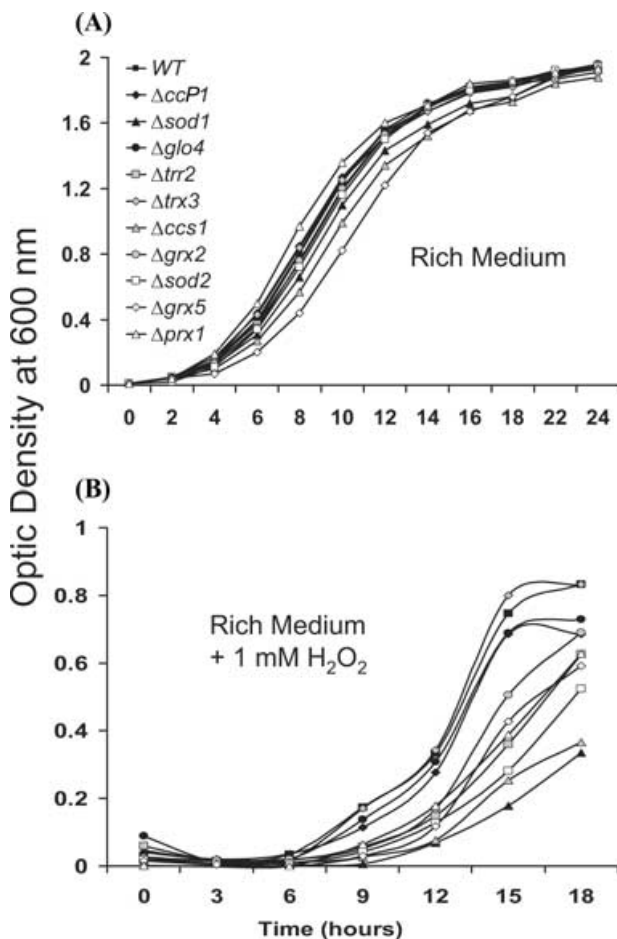 (A)
2
1.6
1.2
0.8
0.4
0
WT
ΔccP1
Δsod1
Δglo4
Δtrr2
Δtrx3
Δccs1
Δgrx2
Δsod2
Δgrx5
Δprx1
Rich Medium
0 2 4 6 8 10 12 14 16 18 22 24
Optic Density at 600 nm
(B)
1
0.8
0.6
0.4
0.2
0
Rich Medium
+ 1 mM H₂O₂
0 3 6 9 12 15 18
Time (hours)